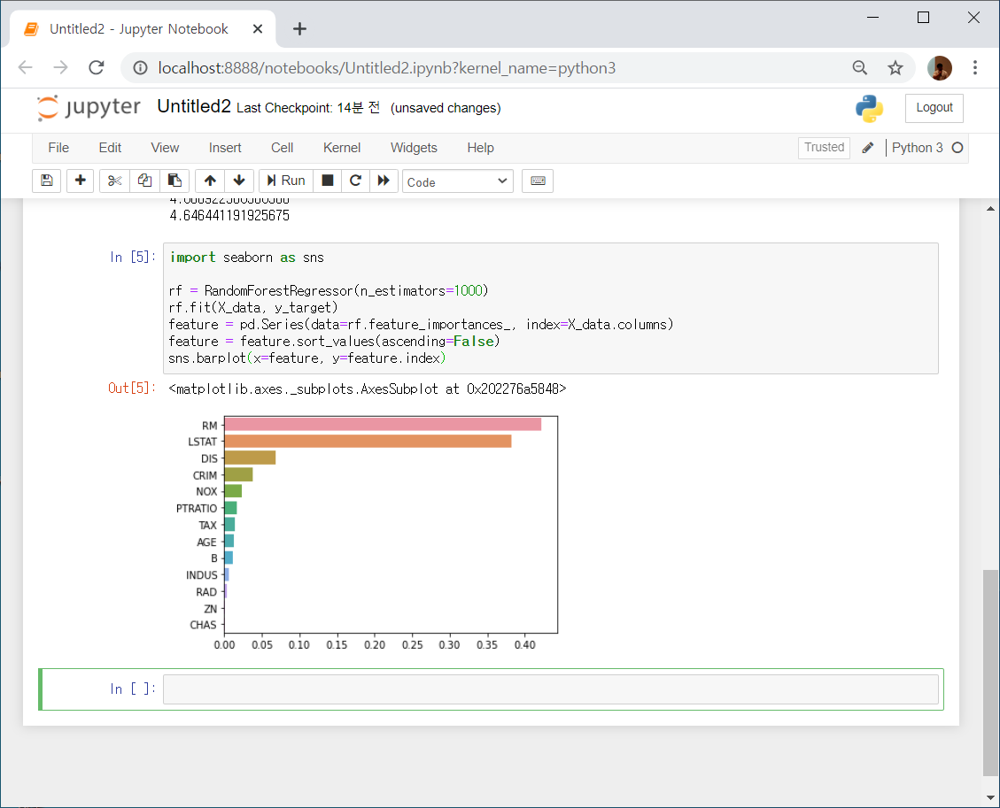 Untitled2 - Jupyter Notebook
localhost:8888/notebooks/Untitled2.ipynb?kernel_name=python3
jupyter Untitled2 Last Checkpoint: 14분 전 (unsaved changes)
Logout
File Edit View Insert Cell Kernel Widgets Help
Trusted Python 3
Run Code
4.646441191925675
In [5]:
import seaborn as sns
rf = RandomForestRegressor(n_estimators=1000)
rf.fit(X_data, y_target)
feature = pd.Series(data=rf.feature_importances_, index=X_data.columns)
feature = feature.sort_values(ascending=False)
sns.barplot(x=feature, y=feature.index)
Out[5]: <matplotlib.axes._subplots.AxesSubplot at 0x202276a5848>
RM
LSTAT
DIS
CRIM
NOX
PTRATIO
TAX
AGE
B
INDUS
RAD
ZN
CHAS
0.00 0.05 0.10 0.15 0.20 0.25 0.30 0.35 0.40
In [ ]: